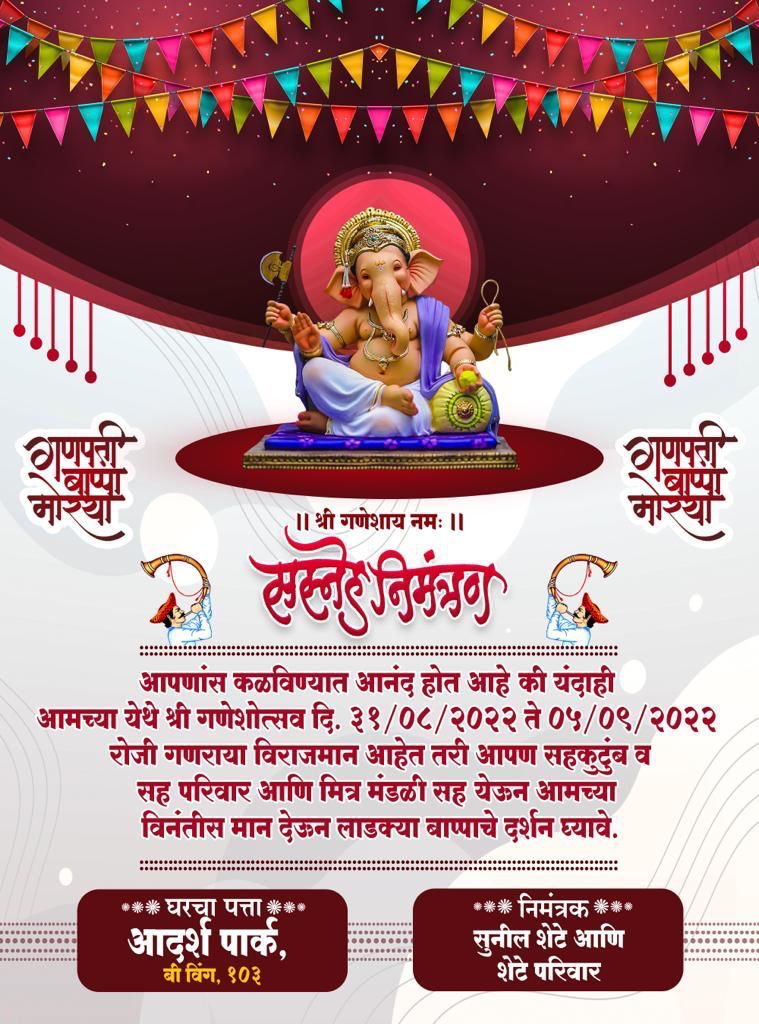 गणपती
बाप्पा
मोरया
गणपती
बाप्पा
मोरया
।। श्री गणेशाय नमः ।।
सस्नेह निमंत्रण
आपणांस कळविण्यात आनंद होत आहे की यंदाही
आमच्या येथे श्री गणेशोत्सव दि. ३१/०८/२०२२ ते ०५/०९/२०२२
रोजी गणराया विराजमान आहेत तरी आपण सहकुटुंब व
सह परिवार आणि मित्र मंडळी सह येऊन आमच्या
विनंतीस मान देऊन लाडक्या बाप्पाचे दर्शन घ्यावे.
घरचा पत्ता
आदर्श पार्क,
बी विंग, १०३
निमंत्रक
सुनील शेटे आणि
शेटे परिवार